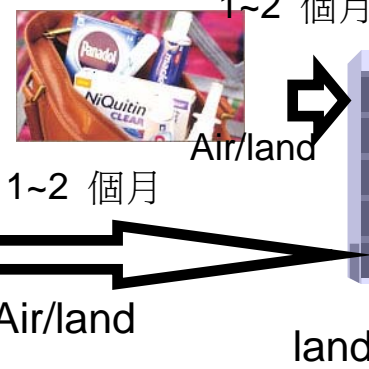 1~2 個月
Panadol
NiQuitin
CLEAR
Air/land
1~2 個月
Air/land
land